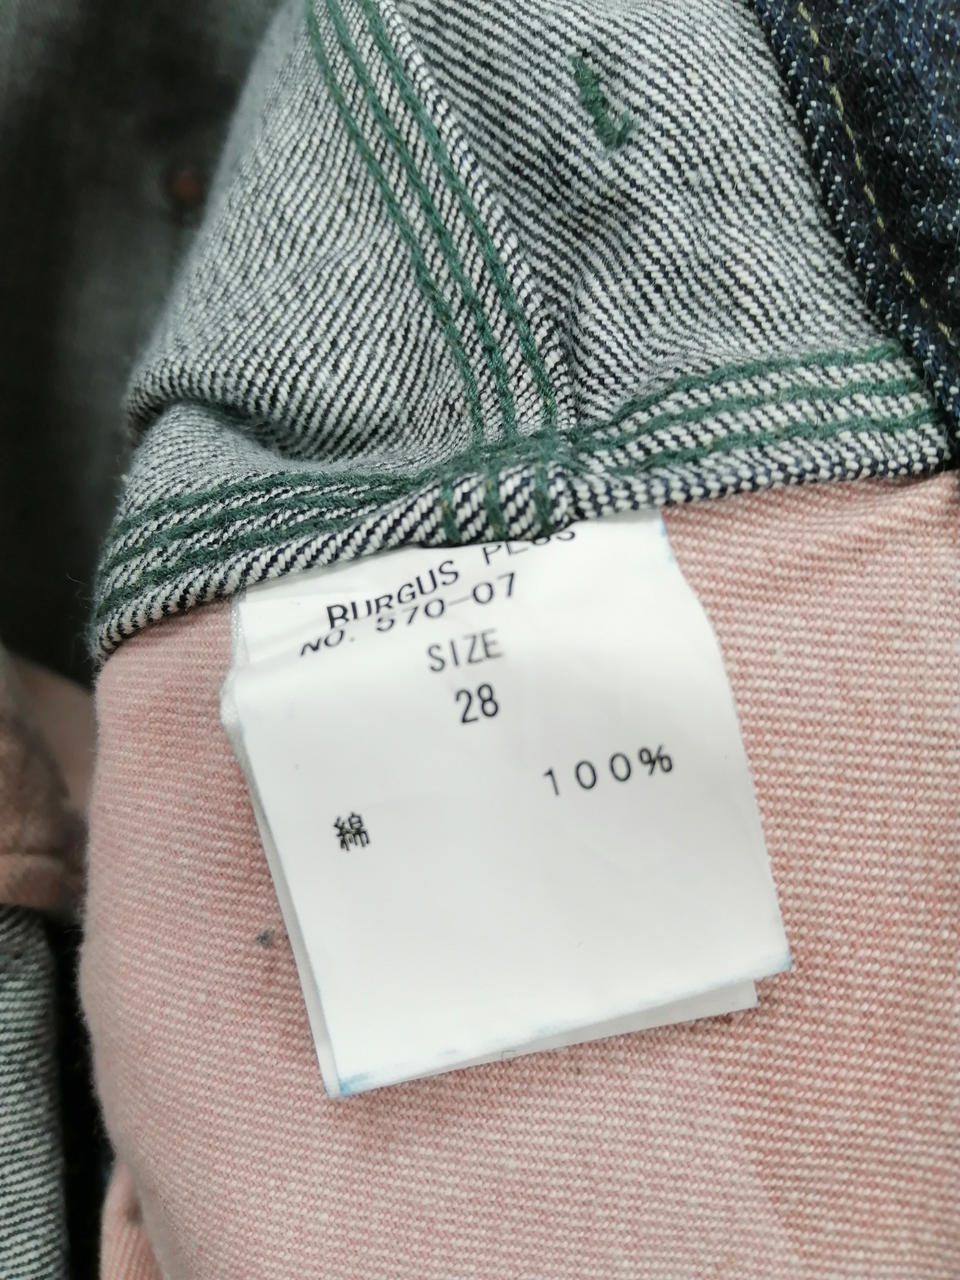 BURGUS PLUS
NO. 570-07
SIZE
28
100%
綿